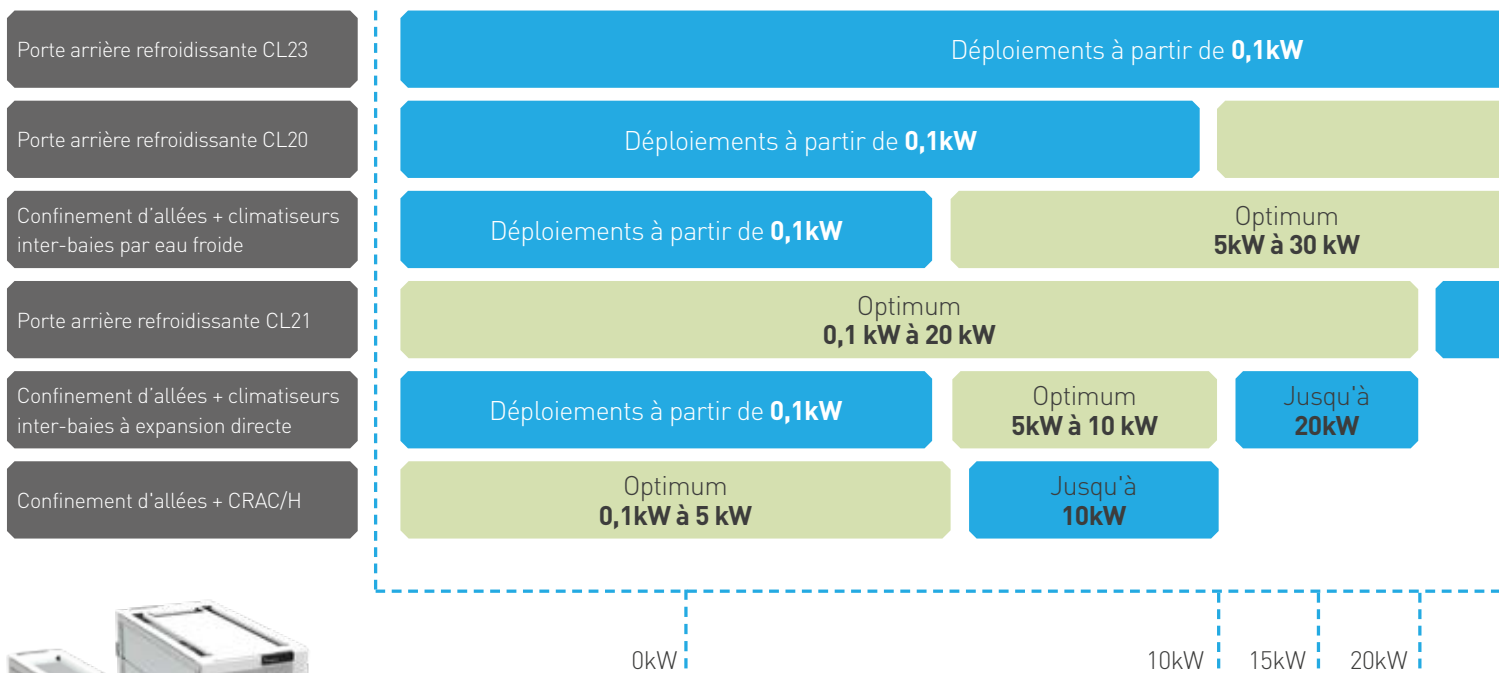 Porte arrière refroidissante CL23
Déploiements à partir de 0,1kW
Porte arrière refroidissante CL20
Déploiements à partir de 0,1kW
Confinement d'allées + climatiseurs
inter-baies par eau froide
Déploiements à partir de 0,1kW
Optimum
5kW à 30 kW
Porte arrière refroidissante CL21
Optimum
0,1 kW à 20 kW
Confinement d'allées + climatiseurs
inter-baies à expansion directe
Déploiements à partir de 0,1kW
Optimum
5kW à 10 kW
Jusqu'à
20kW
Confinement d'allées + CRAC/H
Optimum
0,1kW à 5 kW
Jusqu'à
10kW
0kW
10kW
15kW
20kW